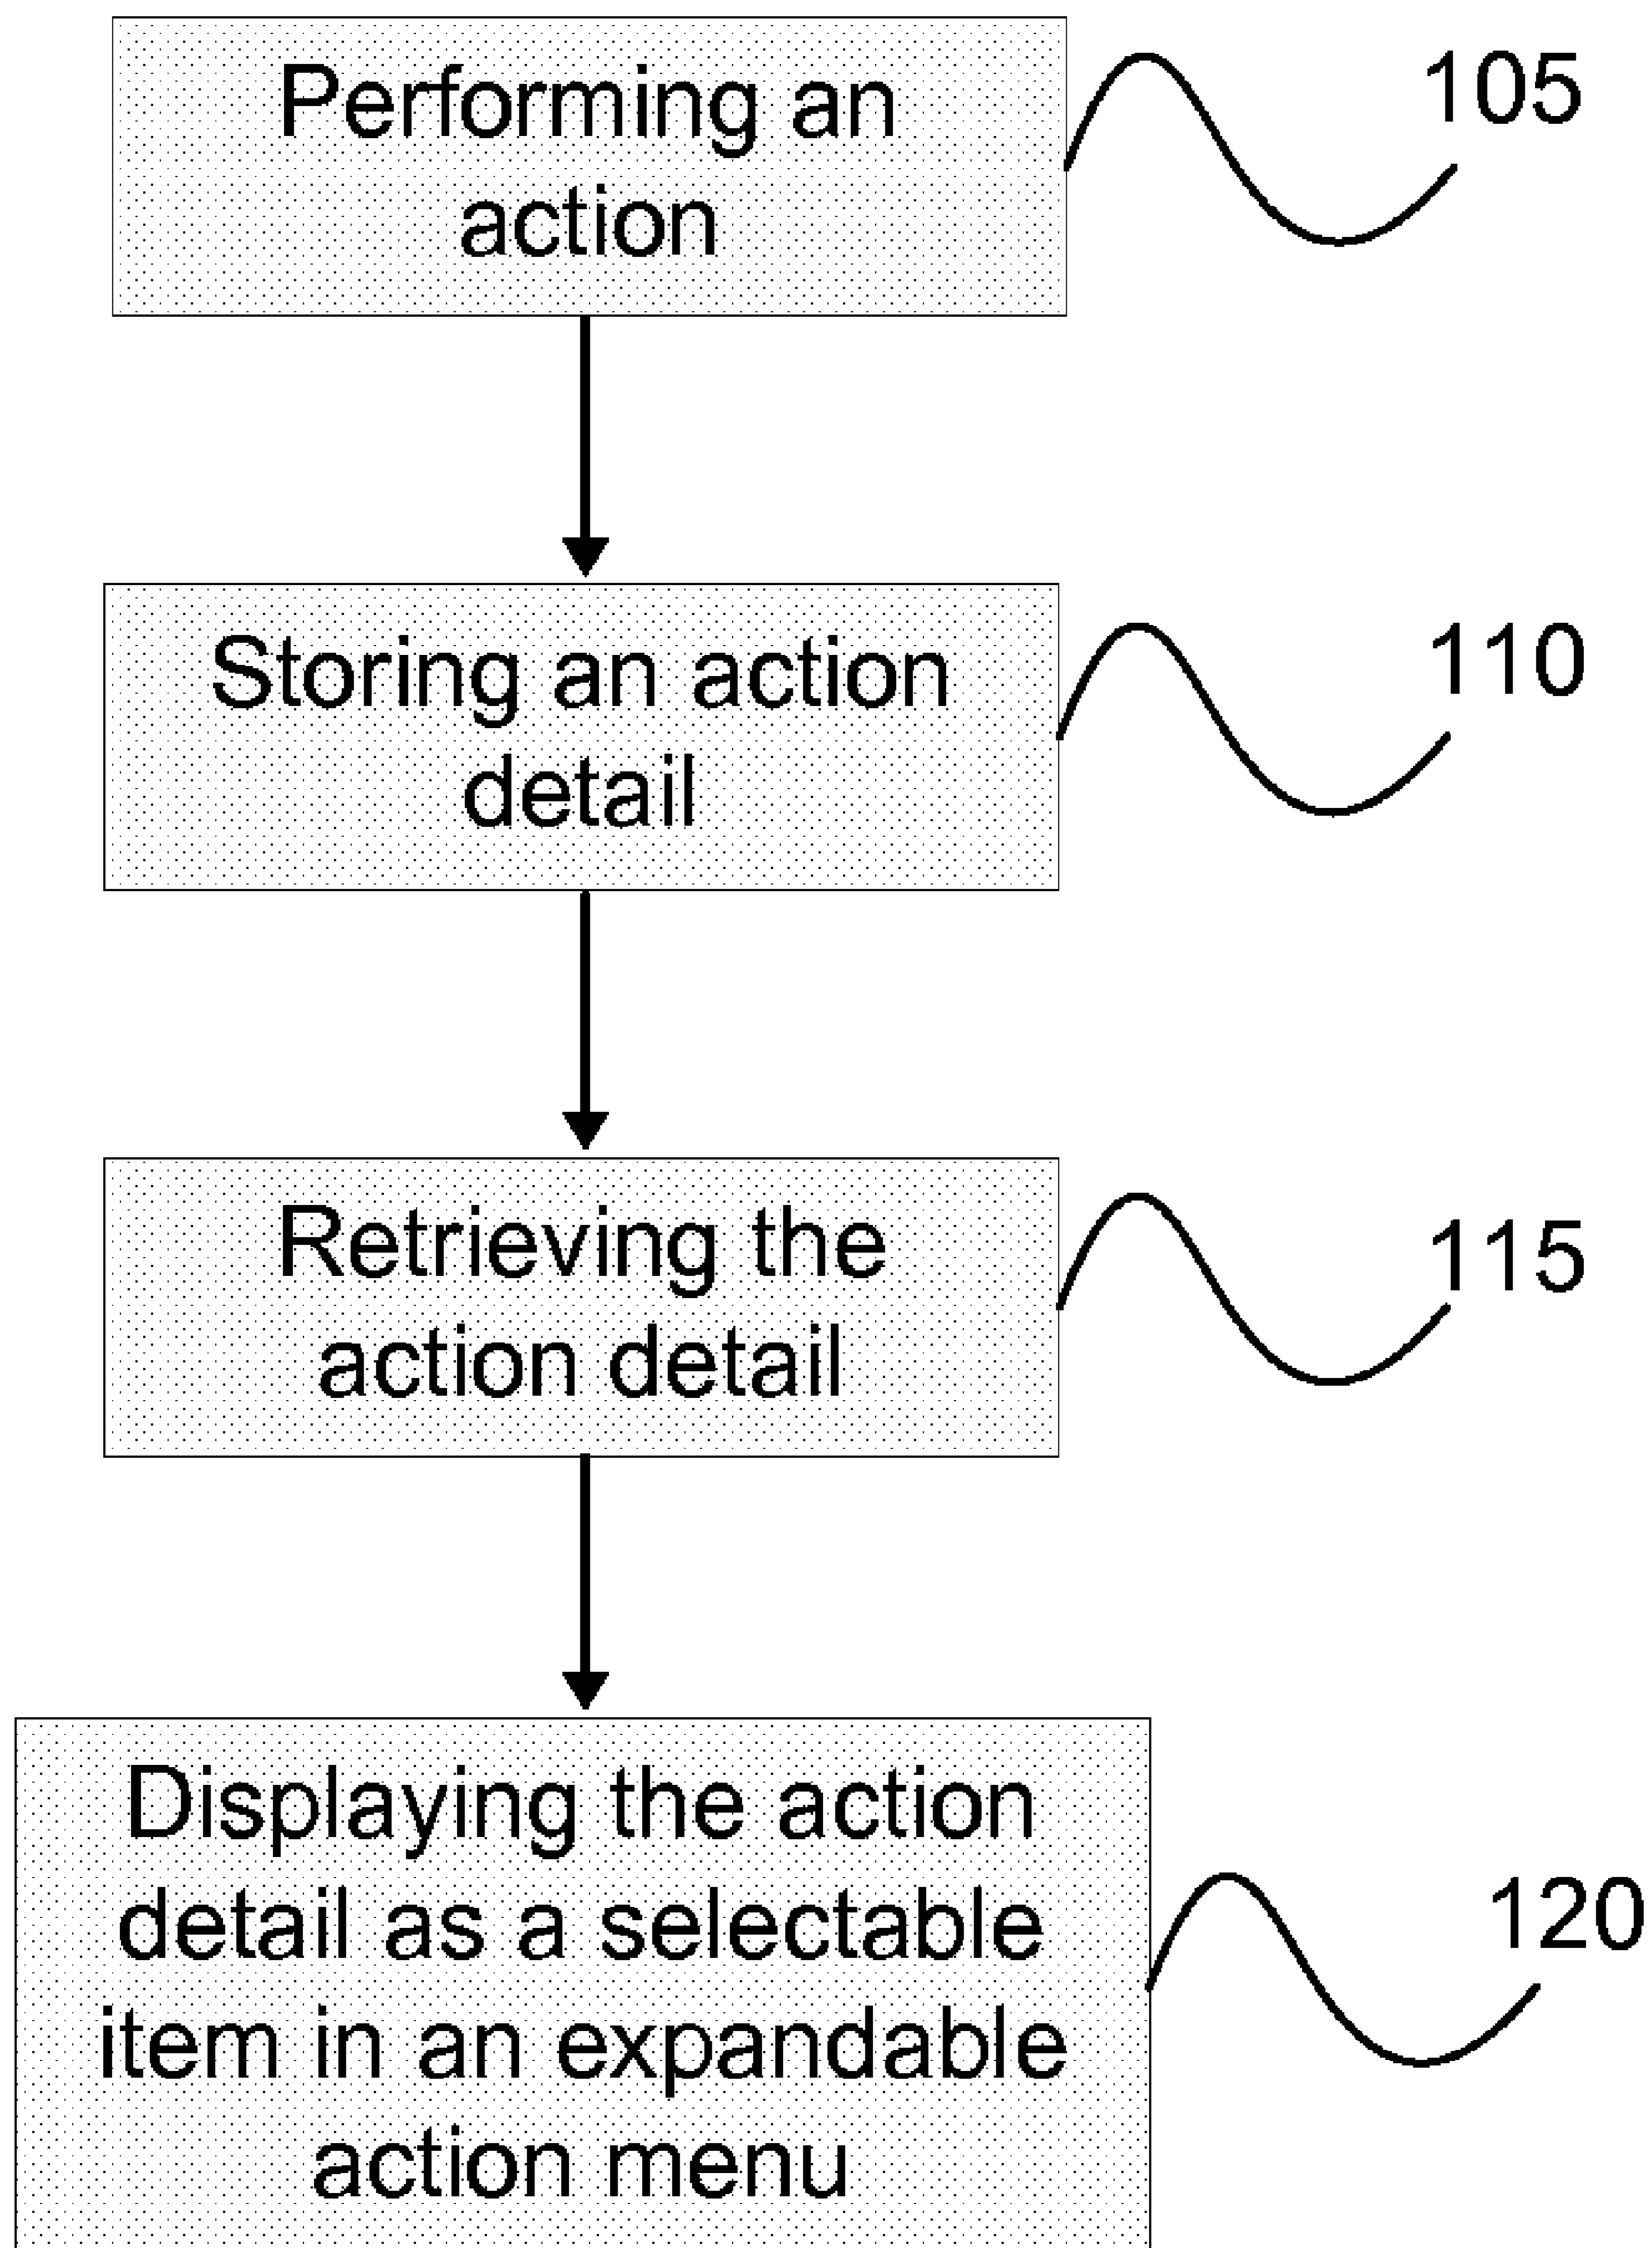 Performing an
action
105
Storing an action
detail
110
Retrieving the
action detail
115
Displaying the action
detail as a selectable
item in an expandable
action menu
120